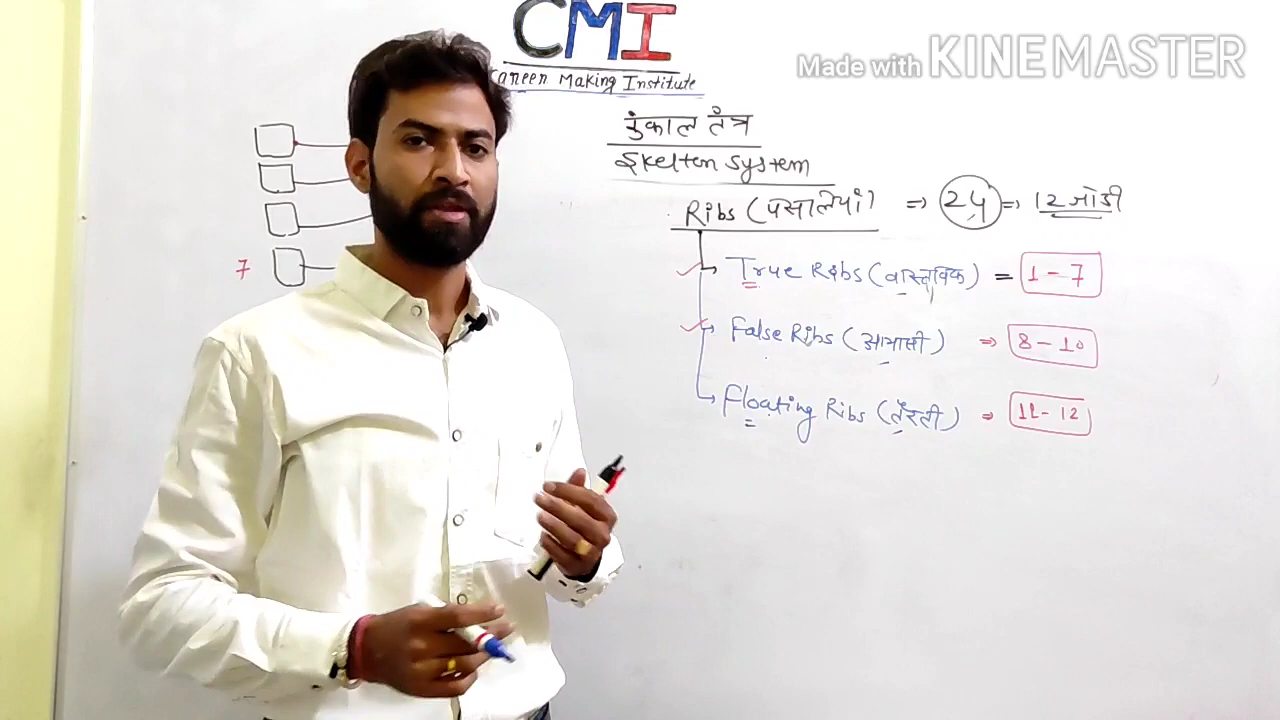 CMI
Made with KINEMASTER
Career Making Institute
कंकाल तंत्र
Skelten System
Ribs (पसलियां) ⇒ 24 ⇒ 12 जोडी
True Ribs (वास्तविक) = 1 - 7
7
False Ribs (आभासी) ⇒ 8 - 10
Floating Ribs (तैरती) ⇒ 11 - 12